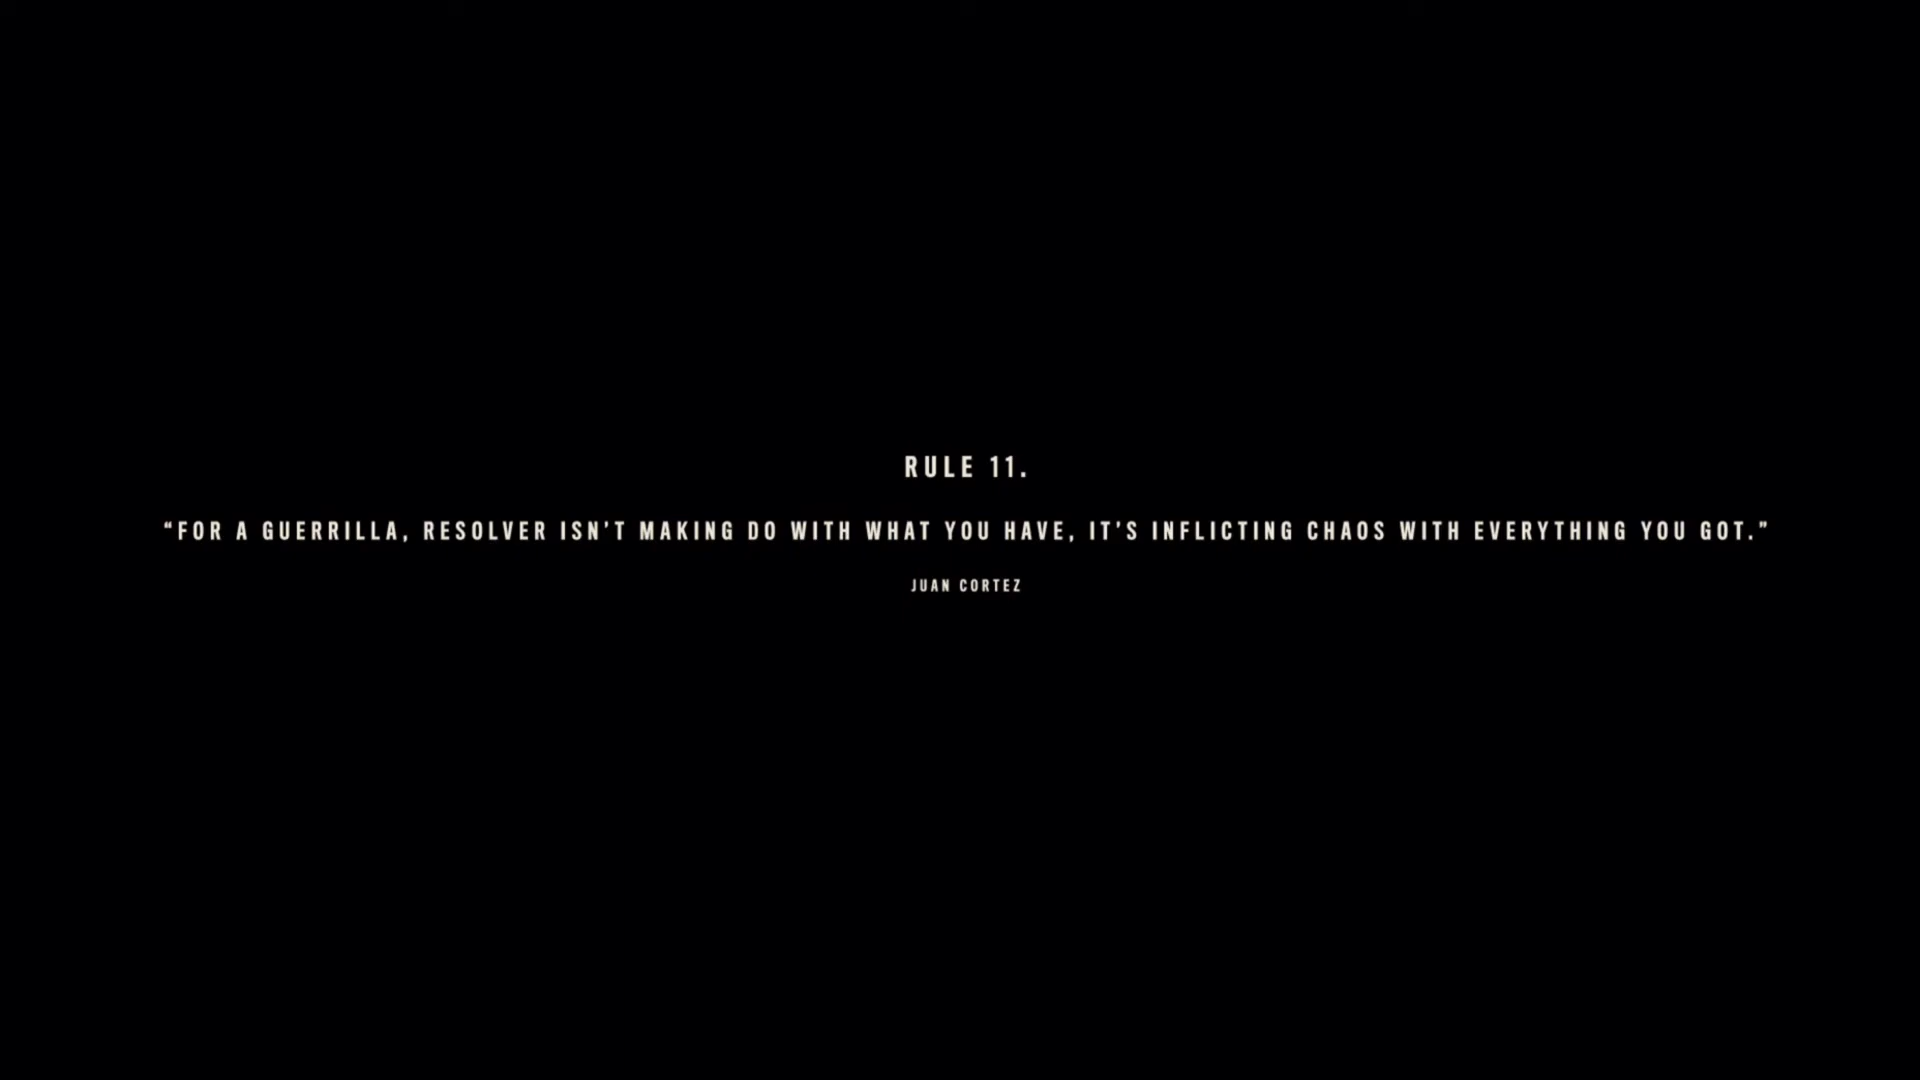 RULE 11.
“FOR A GUERRILLA, RESOLVER ISN’T MAKING DO WITH WHAT YOU HAVE, IT’S INFLICTING CHAOS WITH EVERYTHING YOU GOT.”
JUAN CORTEZ